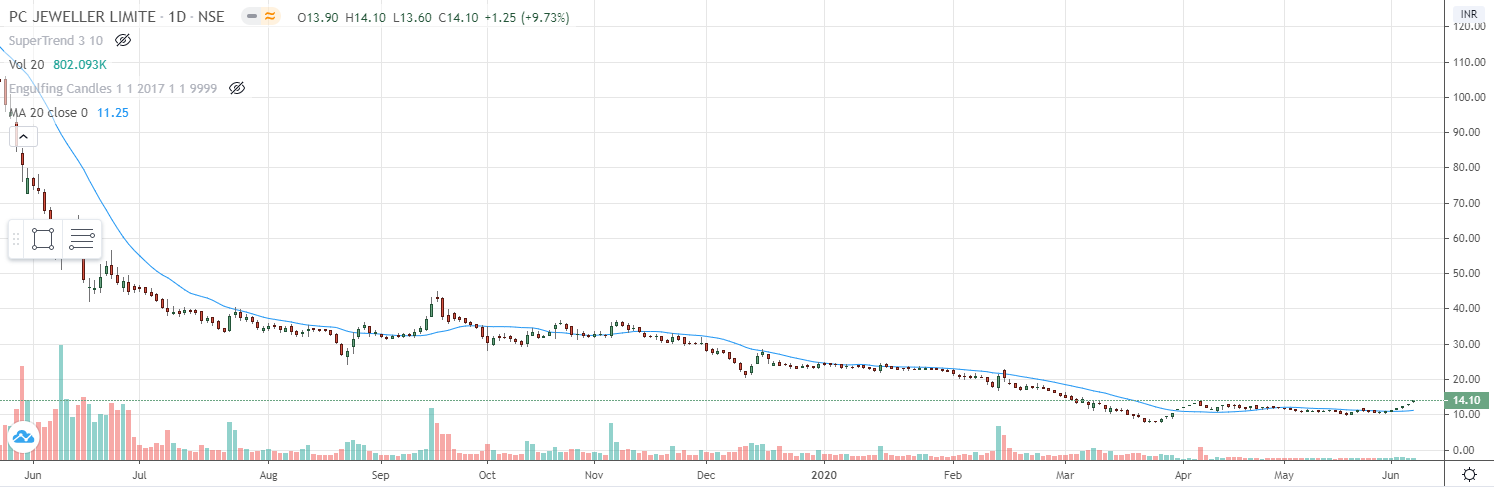 PC JEWELLER LIMITE · 1D · NSE O13.90 H14.10 L13.60 C14.10 +1.25 (+9.73%)
SuperTrend 3 10
Vol 20 802.093K
Engulfing Candles 1 1 2017 1 1 9999
MA 20 close 0 11.25
INR
120.00
110.00
100.00
90.00
80.00
70.00
60.00
50.00
40.00
30.00
20.00
14.10
10.00
0.00
Jun Jul Aug Sep Oct Nov Dec 2020 Feb Mar Apr May Jun